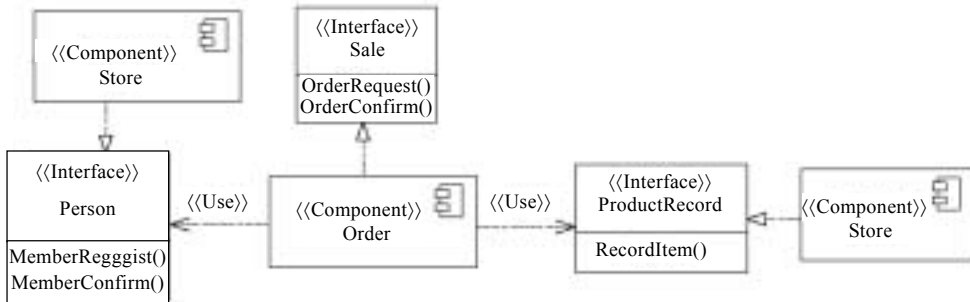 ⟨⟨Component⟩⟩
Store
⟨⟨Interface⟩⟩
Sale
OrderRequest()
OrderConfirm()
⟨⟨Interface⟩⟩
Person
MemberRegggist()
MemberConfirm()
⟨⟨Use⟩⟩
⟨⟨Component⟩⟩
Order
⟨⟨Use⟩⟩
⟨⟨Interface⟩⟩
ProductRecord
RecordItem()
⟨⟨Component⟩⟩
Store